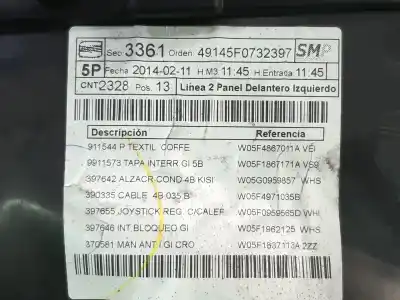 Sec 3361 Orden: 49145F0732397 SMP
5P Fecha 2014-02-11 H M3 11:45 H Entrada 11:45
CNT 2328 Pos. 13 Línea 2 Panel Delantero Izquierdo
Descripción Referencia
911544 P TEXTIL COFFE W05F4867011A VEI
9911573 TAPA INTERR GI 5B W05F1867171A VS9
397642 ALZACR-COND 4B KISI W05G0959857 WHS
390335 CABLE 4B 035 B W05F4971035B
397655 JOYSTICK REG. C/CALEF W05F0959565D WHI
397646 INT BLOQUEO GI W05F1962125 WHS
370561 MAN ANT I GI CRO W05F1837113A 2ZZ